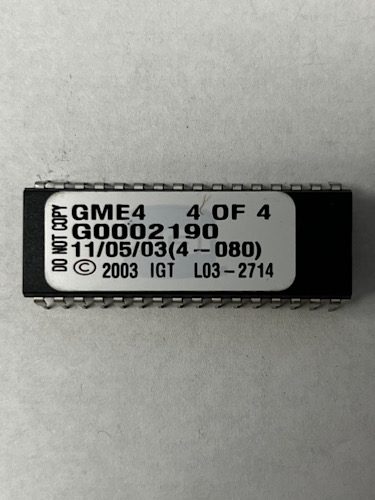 DO NOT COPY
GME4 4 OF 4
G0002190
11/05/03(4--080)
© 2003 IGT L03-2714